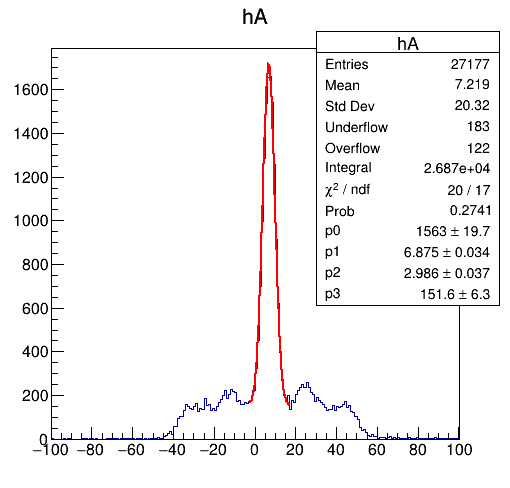 hA
hA
Entries 27177
Mean 7.219
Std Dev 20.32
Underflow 183
Overflow 122
Integral 2.687e+04
χ² / ndf 20 / 17
Prob 0.2741
p0 1563 ± 19.7
p1 6.875 ± 0.034
p2 2.986 ± 0.037
p3 151.6 ± 6.3
1600
1400
1200
1000
800
600
400
200
0
−100 −80 −60 −40 −20 0 20 40 60 80 100